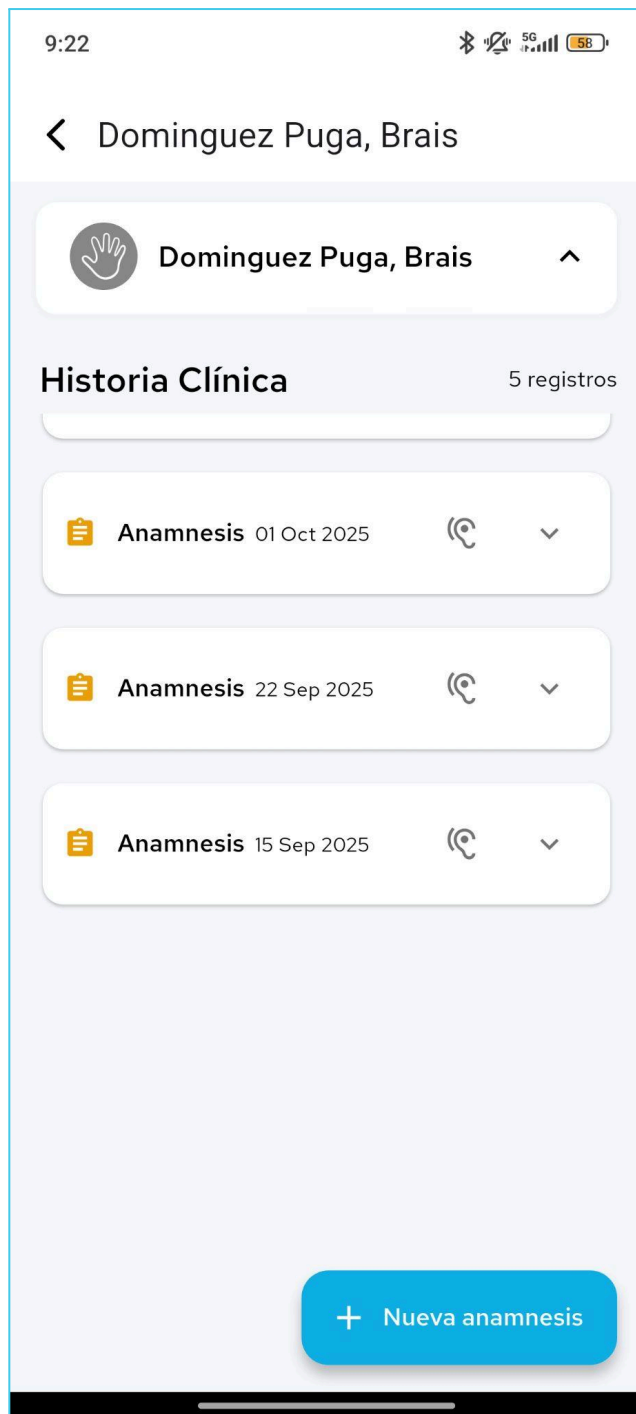 9:22
5G
58
Dominguez Puga, Brais
Dominguez Puga, Brais
Historia Clínica 5 registros
Anamnesis 01 Oct 2025
Anamnesis 22 Sep 2025
Anamnesis 15 Sep 2025
+ Nueva anamnesis